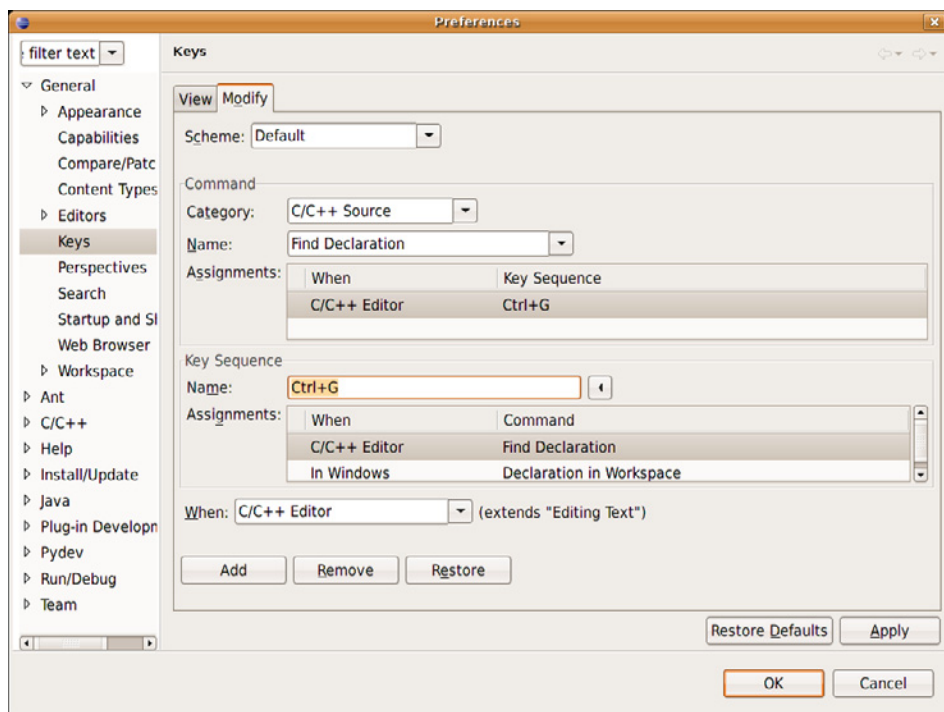 Preferences
: filter text
Keys
General
Appearance
Capabilities
Compare/Patc
Content Types
Editors
Keys
Perspectives
Search
Startup and Sl
Web Browser
Workspace
Ant
C/C++
Help
Install/Update
Java
Plug-in Developn
Pydev
Run/Debug
Team
View Modify
Scheme: Default
Command
Category: C/C++ Source
Name: Find Declaration
Assignments: When Key Sequence
C/C++ Editor Ctrl+G
Key Sequence
Name: Ctrl+G
Assignments: When Command
C/C++ Editor Find Declaration
In Windows Declaration in Workspace
When: C/C++ Editor (extends "Editing Text")
Add Remove Restore
Restore Defaults Apply
OK Cancel